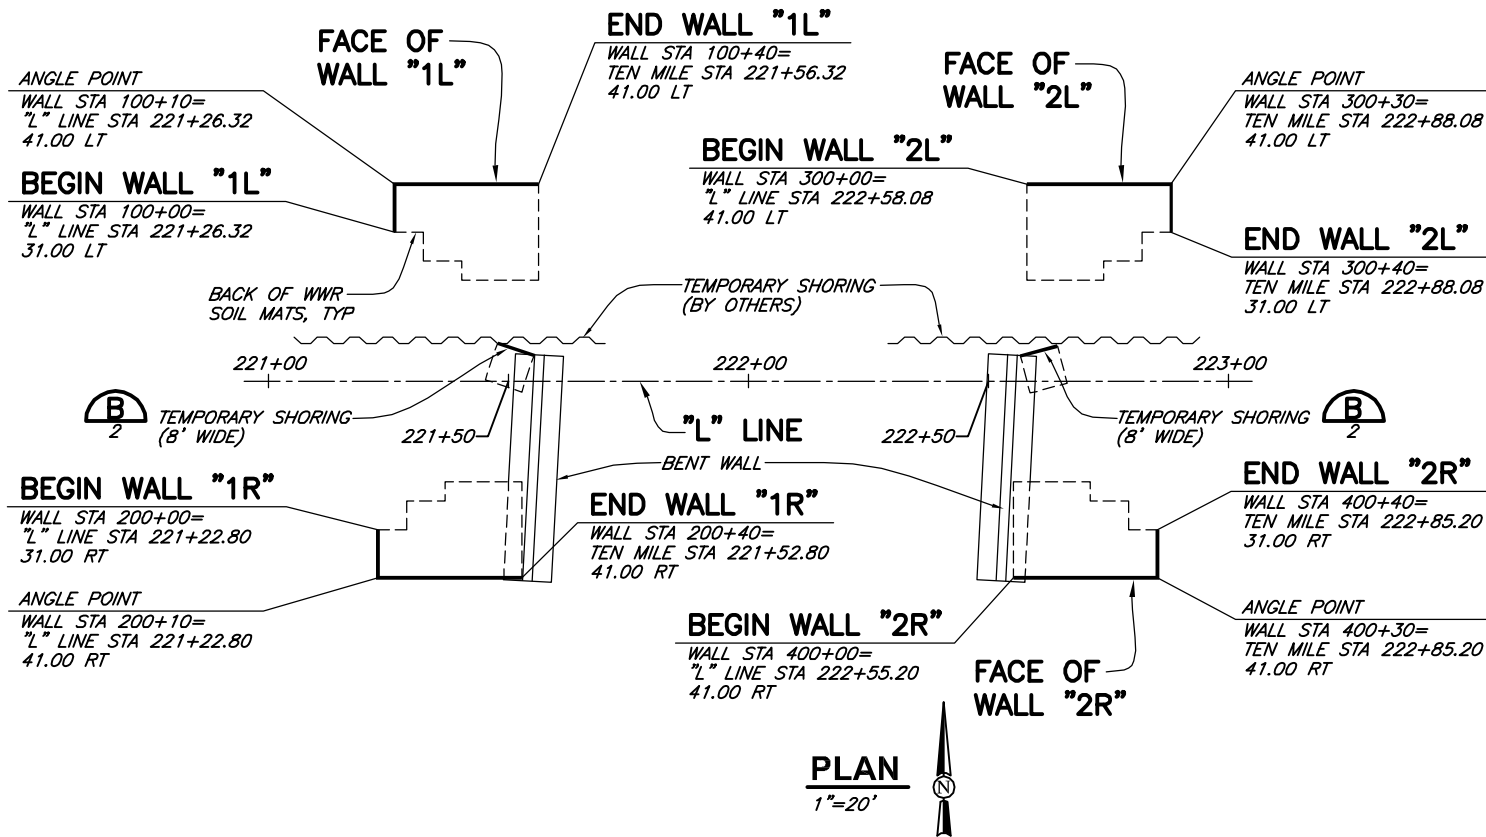 FACE OF
WALL "1L"
END WALL "1L"
WALL STA 100+40=
TEN MILE STA 221+56.32
41.00 LT
ANGLE POINT
WALL STA 100+10=
"L" LINE STA 221+26.32
41.00 LT
BEGIN WALL "1L"
WALL STA 100+00=
"L" LINE STA 221+26.32
31.00 LT
BACK OF WWR
SOIL MATS, TYP
FACE OF
WALL "2L"
ANGLE POINT
WALL STA 300+30=
TEN MILE STA 222+88.08
41.00 LT
BEGIN WALL "2L"
WALL STA 300+00=
"L" LINE STA 222+58.08
41.00 LT
END WALL "2L"
WALL STA 300+40=
TEN MILE STA 222+88.08
31.00 LT
TEMPORARY SHORING
(BY OTHERS)
221+00
222+00
223+00
B
2
TEMPORARY SHORING
(8' WIDE)
221+50
"L" LINE
222+50
TEMPORARY SHORING
(8' WIDE)
B
2
BENT WALL
BEGIN WALL "1R"
WALL STA 200+00=
"L" LINE STA 221+22.80
31.00 RT
END WALL "1R"
WALL STA 200+40=
TEN MILE STA 221+52.80
41.00 RT
END WALL "2R"
WALL STA 400+40=
TEN MILE STA 222+85.20
31.00 RT
ANGLE POINT
WALL STA 200+10=
"L" LINE STA 221+22.80
41.00 RT
BEGIN WALL "2R"
WALL STA 400+00=
"L" LINE STA 222+55.20
41.00 RT
ANGLE POINT
WALL STA 400+30=
TEN MILE STA 222+85.20
41.00 RT
FACE OF
WALL "2R"
PLAN
1"=20'
N